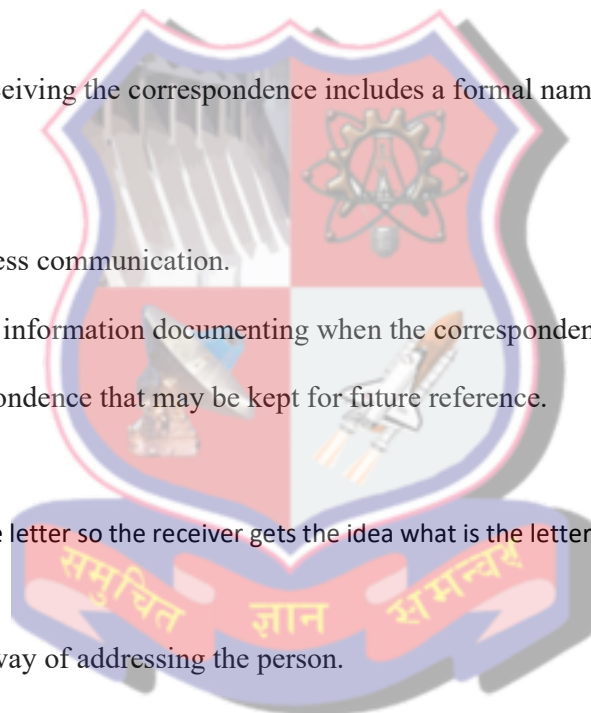 eiving the correspondence includes a formal nam
ess communication.
information documenting when the corresponden
ondence that may be kept for future reference.
e letter so the receiver gets the idea what is the letter
समुचित ज्ञान समन्वय
way of addressing the person.